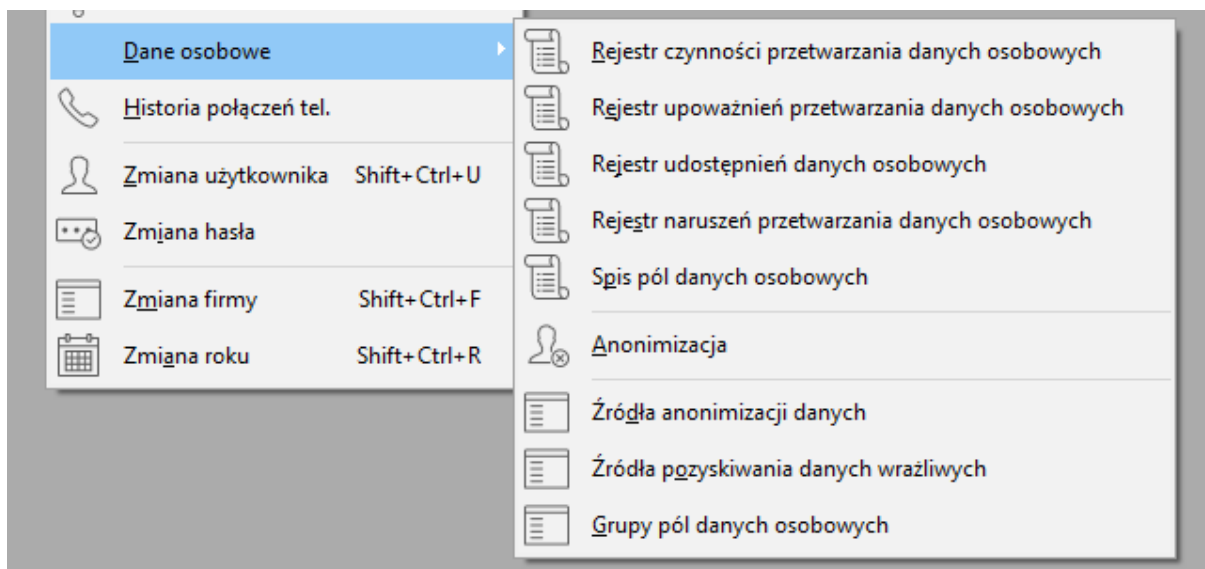 Dane osobowe
Historia połączeń tel.
Zmiana użytkownika Shift+Ctrl+U
Zmiana hasła
Zmiana firmy Shift+Ctrl+F
Zmiana roku Shift+Ctrl+R
Rejestr czynności przetwarzania danych osobowych
Rejestr upoważnień przetwarzania danych osobowych
Rejestr udostępnień danych osobowych
Rejestr naruszeń przetwarzania danych osobowych
Spis pól danych osobowych
Anonimizacja
Źródła anonimizacji danych
Źródła pozyskiwania danych wrażliwych
Grupy pól danych osobowych